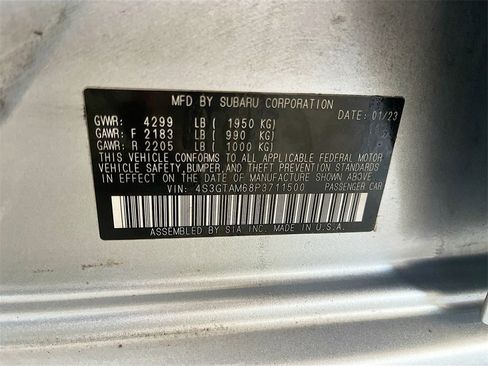 MFD BY SUBARU CORPORATION
DATE: 01/23
GVWR: 4299 LB ( 1950 KG)
GAWR: F 2183 LB ( 990 KG)
GAWR: R 2205 LB ( 1000 KG)
THIS VEHICLE CONFORMS TO ALL APPLICABLE FEDERAL MOTOR
VEHICLE SAFETY, BUMPER, AND THEFT PREVENTION STANDARDS
IN EFFECT ON THE DATE OF MANUFACTURE SHOWN ABOVE.
VIN: 4S3GTAM68P3711500 PASSENGER CAR
ASSEMBLED BY SIA INC. MADE IN U.S.A.